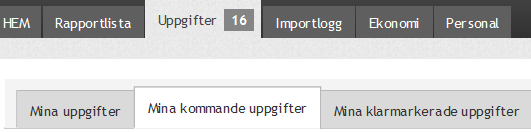 HEM Rapportlista Uppgifter 16 Importlogg Ekonomi Personal
Mina uppgifter Mina kommande uppgifter Mina klarmarkerade uppgifter